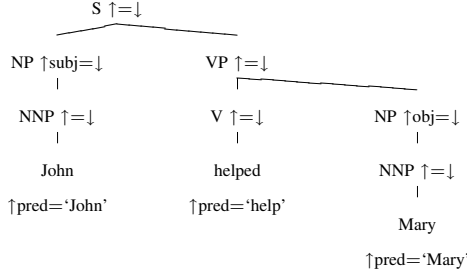 S ↑=↓
NP ↑subj=↓ VP ↑=↓
NNP ↑=↓ V ↑=↓ NP ↑obj=↓
John helped NNP ↑=↓
↑pred=‘John’ ↑pred=‘help’
Mary
↑pred=‘Mary’